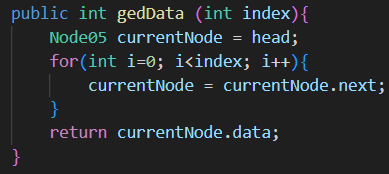 public int gedData (int index){
    Node05 currentNode = head;
    for(int i=0; i<index; i++){
        currentNode = currentNode.next;
    }
    return currentNode.data;
}